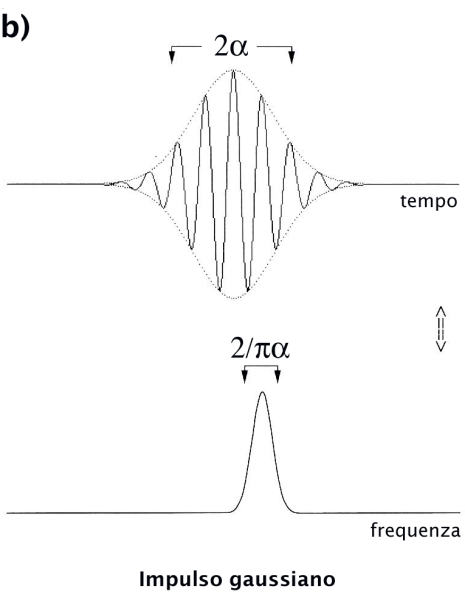 b)
2α
tempo
<==>
2/πα
frequenza
Impulso gaussiano